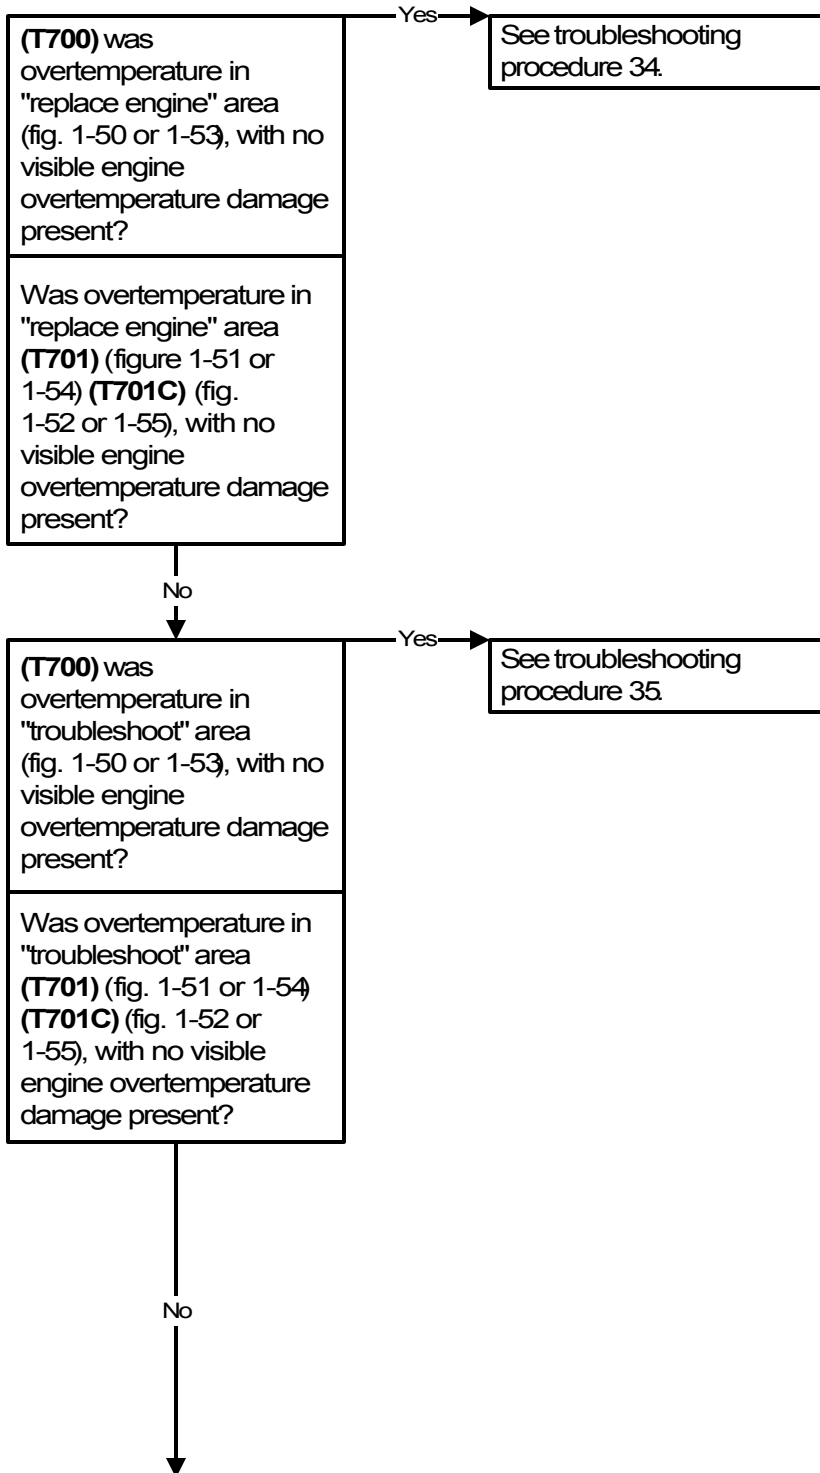 Yes
(T700) was
overtemperature in
"replace engine" area
(fig. 1-50 or 1-53), with no
visible engine
overtemperature damage
present?
See troubleshooting
procedure 34.
Was overtemperature in
"replace engine" area
(T701) (figure 1-51 or
1-54) (T701C) (fig.
1-52 or 1-55), with no
visible engine
overtemperature damage
present?
No
Yes
(T700) was
overtemperature in
"troubleshoot" area
(fig. 1-50 or 1-53), with no
visible engine
overtemperature damage
present?
See troubleshooting
procedure 35.
Was overtemperature in
"troubleshoot" area
(T701) (fig. 1-51 or 1-54)
(T701C) (fig. 1-52 or
1-55), with no visible
engine overtemperature
damage present?
No